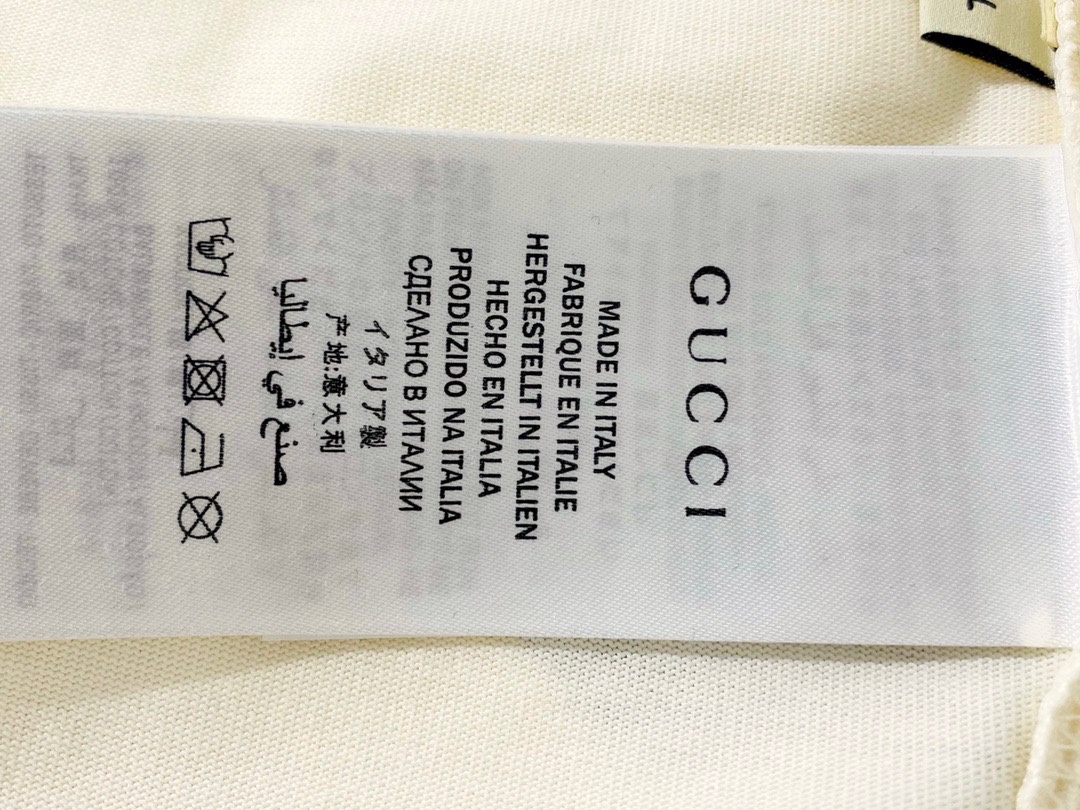 GUCCI
MADE IN ITALY
FABRIQUE EN ITALIE
HERGESTELLT IN ITALIEN
HECHO EN ITALIA
PRODUZIDO NA ITALIA
СДЕЛАНО В ИТАЛИИ
イタリア製
产地:意大利
صنع في إيطاليا